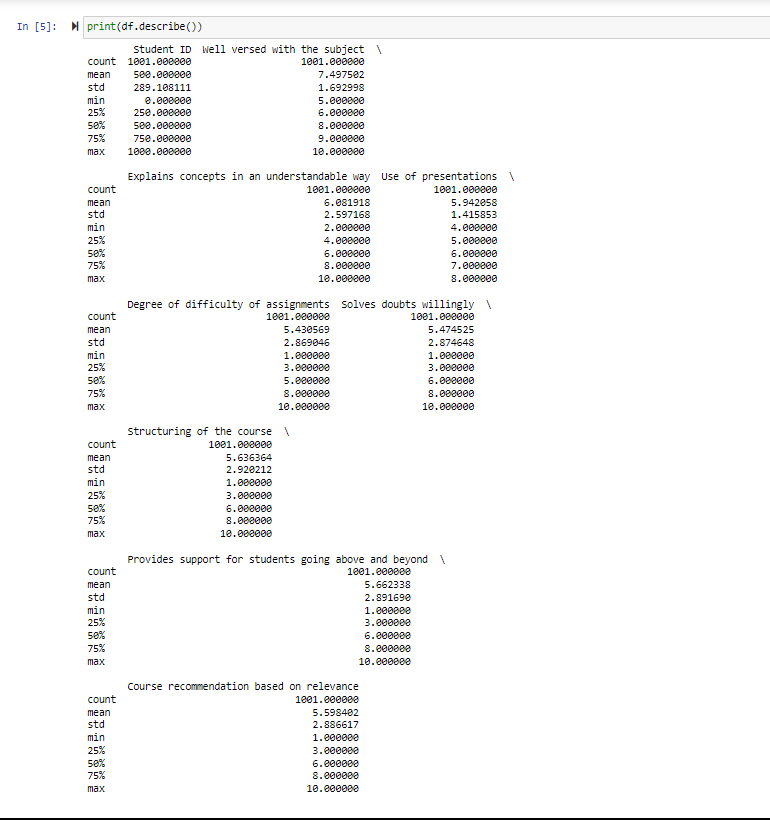 In [5]: print(df.describe())
Student ID Well versed with the subject \
count 1001.000000 1001.000000
mean 500.000000 7.497502
std 289.108111 1.692998
min 0.000000 5.000000
25% 250.000000 6.000000
50% 500.000000 8.000000
75% 750.000000 9.000000
max 1000.000000 10.000000
Explains concepts in an understandable way Use of presentations \
count 1001.000000 1001.000000
mean 6.081918 5.942058
std 2.597168 1.415853
min 2.000000 4.000000
25% 4.000000 5.000000
50% 6.000000 6.000000
75% 8.000000 7.000000
max 10.000000 8.000000
Degree of difficulty of assignments Solves doubts willingly \
count 1001.000000 1001.000000
mean 5.430569 5.474525
std 2.869046 2.874648
min 1.000000 1.000000
25% 3.000000 3.000000
50% 5.000000 6.000000
75% 8.000000 8.000000
max 10.000000 10.000000
Structuring of the course \
count 1001.000000
mean 5.636364
std 2.920212
min 1.000000
25% 3.000000
50% 6.000000
75% 8.000000
max 10.000000
Provides support for students going above and beyond \
count 1001.000000
mean 5.662338
std 2.891690
min 1.000000
25% 3.000000
50% 6.000000
75% 8.000000
max 10.000000
Course recommendation based on relevance
count 1001.000000
mean 5.598402
std 2.886617
min 1.000000
25% 3.000000
50% 6.000000
75% 8.000000
max 10.000000